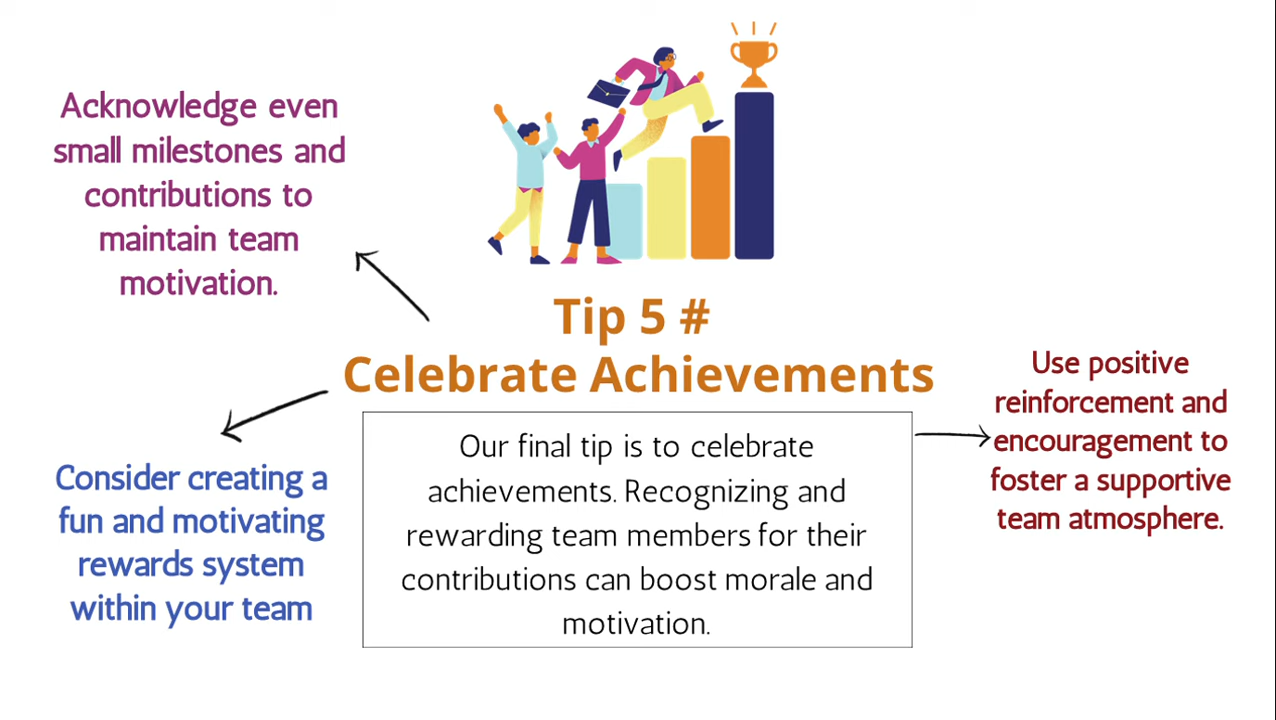 Acknowledge even
small milestones and
contributions to
maintain team
motivation.
Tip 5 #
Celebrate Achievements
Our final tip is to celebrate
achievements. Recognizing and
rewarding team members for their
contributions can boost morale and
motivation.
Consider creating a
fun and motivating
rewards system
within your team
Use positive
reinforcement and
encouragement to
foster a supportive
team atmosphere.